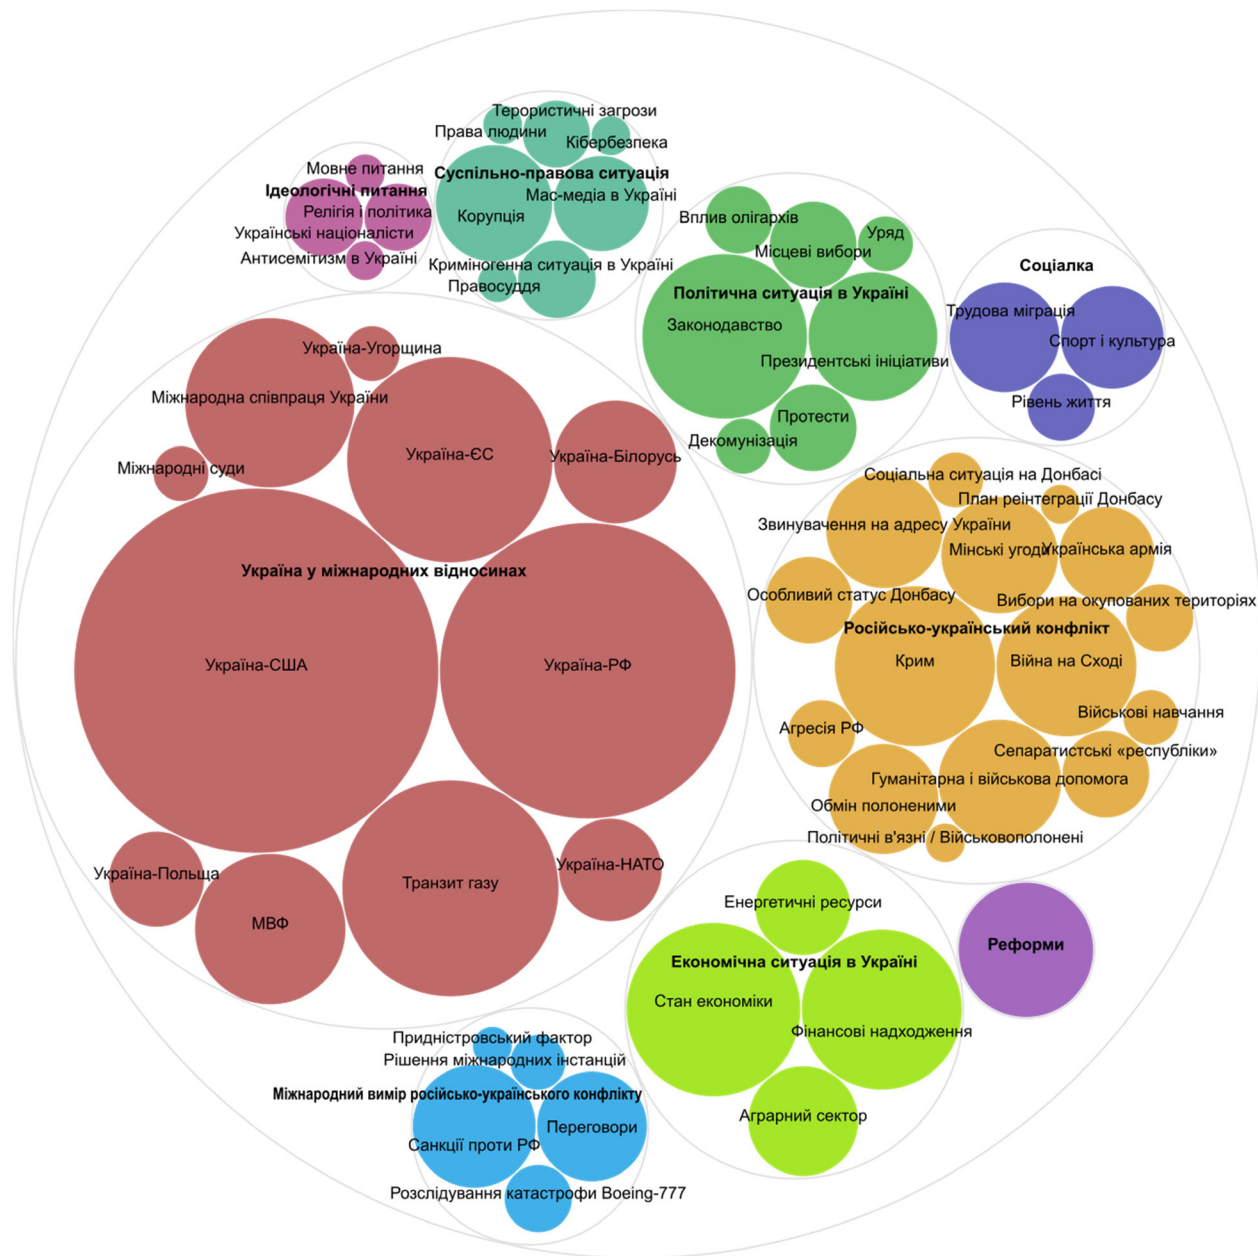 Терористичні загрози
Права людини
Кібербезпека
Суспільно-правова ситуація
Мас-медіа в Україні
Корупція
Криміногенна ситуація в Україні
Правосуддя
Мовне питання
Ідеологічні питання
Релігія і політика
Українські націоналісти
Антисемітизм в Україні
Вплив олігархів
Уряд
Місцеві вибори
Політична ситуація в Україні
Законодавство
Президентські ініціативи
Протести
Декомунізація
Соціалка
Трудова міграція
Спорт і культура
Рівень життя
Україна-Угорщина
Міжнародна співпраця України
Україна-ЄС
Україна-Білорусь
Міжнародні суди
Україна у міжнародних відносинах
Україна-США
Україна-РФ
Україна-Польща
Транзит газу
Україна-НАТО
МВФ
Соціальна ситуація на Донбасі
План реінтеграції Донбасу
Звинувачення на адресу України
Мінські угоди
Українська армія
Особливий статус Донбасу
Вибори на окупованих територіях
Російсько-український конфлікт
Крим
Війна на Сході
Військові навчання
Агресія РФ
Сепаратистські «республіки»
Гуманітарна і військова допомога
Обмін полоненими
Політичні в'язні / Військовополонені
Енергетичні ресурси
Економічна ситуація в Україні
Стан економіки
Фінансові надходження
Аграрний сектор
Реформи
Придністровський фактор
Рішення міжнародних інстанцій
Міжнародний вимір російсько-українського конфлікту
Переговори
Санкції проти РФ
Розслідування катастрофи Boeing-777